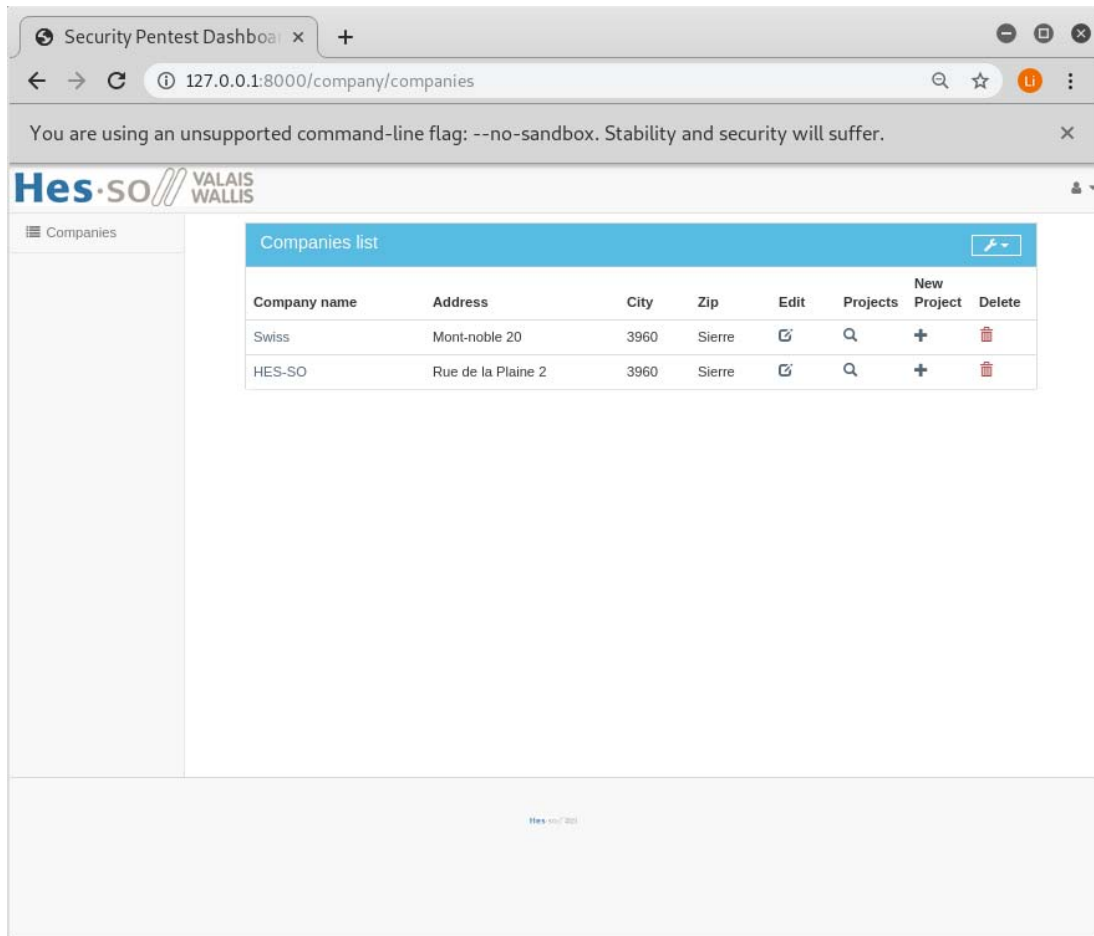 Security Pentest Dashboa
127.0.0.1:8000/company/companies
Li
You are using an unsupported command-line flag: --no-sandbox. Stability and security will suffer.
Hes·so VALAIS WALLIS
Companies
Companies list
Company name Address City Zip Edit Projects New Project Delete
Swiss Mont-noble 20 3960 Sierre
HES-SO Rue de la Plaine 2 3960 Sierre
Hes·so